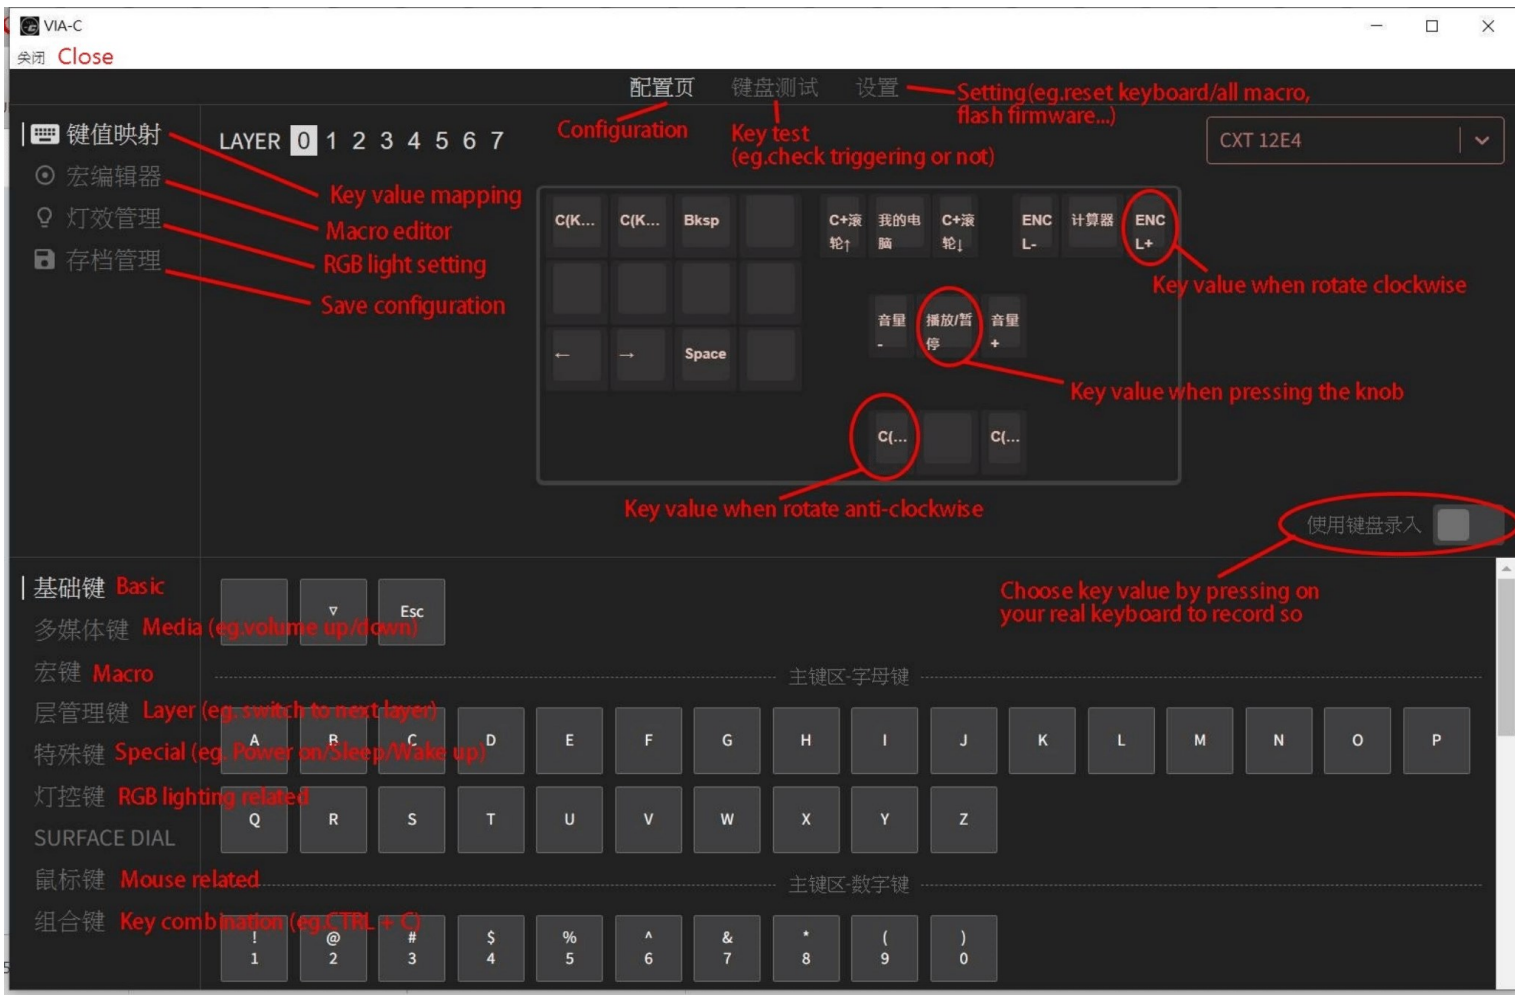 VIA-C
关闭 Close
配置页 键盘测试 设置
Setting(eg.reset keyboard/all macro,
flash firmware...)
Configuration
Key test
(eg.check triggering or not)
键值映射
宏编辑器
灯效管理
存档管理
Key value mapping
Macro editor
RGB light setting
Save configuration
LAYER 0 1 2 3 4 5 6 7
CXT 12E4
C(K... C(K... Bksp
C+滚
轮↑
我的电
脑
C+滚
轮↓
ENC
L-
计算器
ENC
L+
Key value when rotate clockwise
音量
-
播放/暂
停
音量
+
← → Space
Key value when pressing the knob
C(... C(...
Key value when rotate anti-clockwise
使用键盘录入
Choose key value by pressing on
your real keyboard to record so
基础键 Basic
多媒体键 Media (eg.volume up/down)
宏键 Macro
层管理键 Layer (eg. switch to next layer)
特殊键 Special (eg. Power on/Sleep/Wake up)
灯控键 RGB lighting related
SURFACE DIAL
鼠标键 Mouse related
组合键 Key combination (eg.CTRL + C)
▽ Esc
主键区-字母键
A B C D E F G H I J K L M N O P
Q R S T U V W X Y Z
主键区-数字键
! @ # $ % ^ & * ( )
1 2 3 4 5 6 7 8 9 0